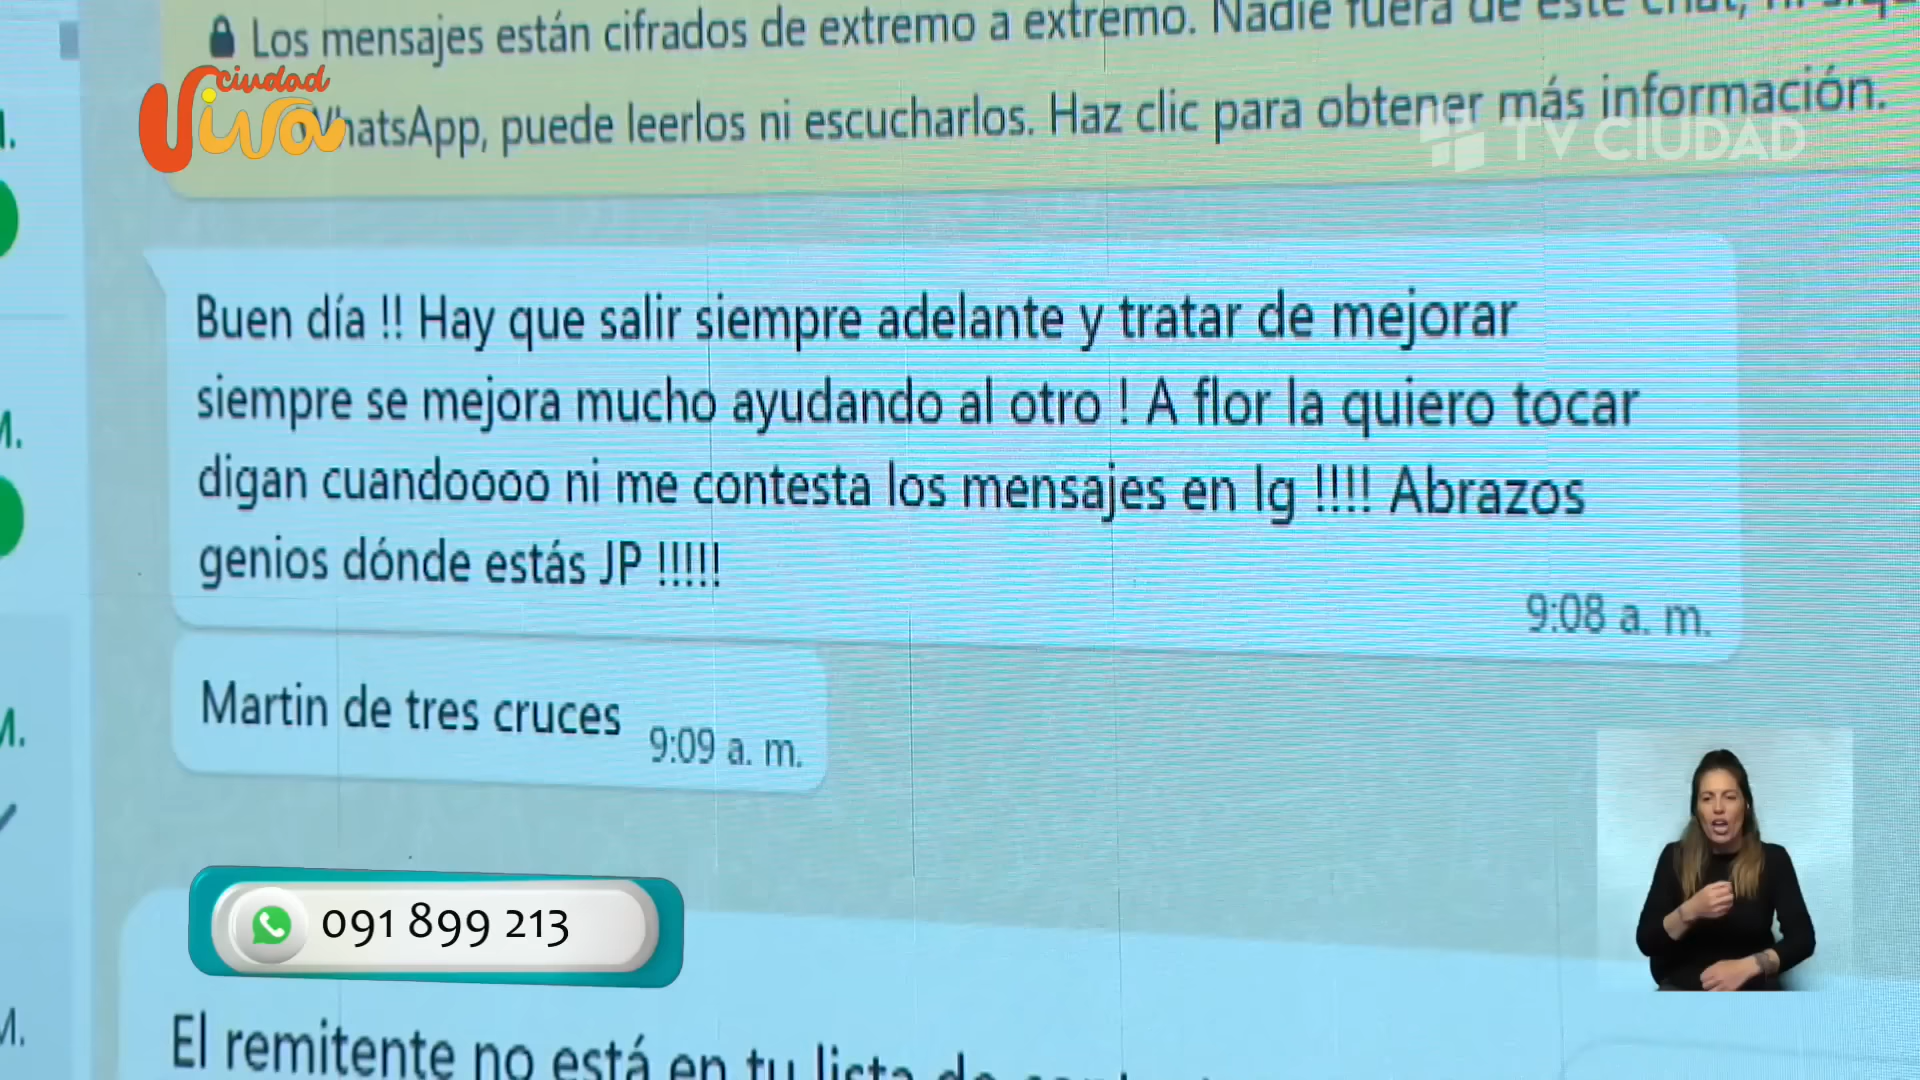 Los mensajes están cifrados de extremo a extremo. Nadie fuera de este chat,
ciudad
Viva
WhatsApp, puede leerlos ni escucharlos. Haz clic para obtener más información.
TV CIUDAD
Buen día !! Hay que salir siempre adelante y tratar de mejorar
siempre se mejora mucho ayudando al otro ! A flor la quiero tocar
digan cuandoooo ni me contesta los mensajes en Ig !!!! Abrazos
genios dónde estás JP !!!!!
9:08 a. m.
Martin de tres cruces
9:09 a. m.
091 899 213
El remitente no está en tu lista de